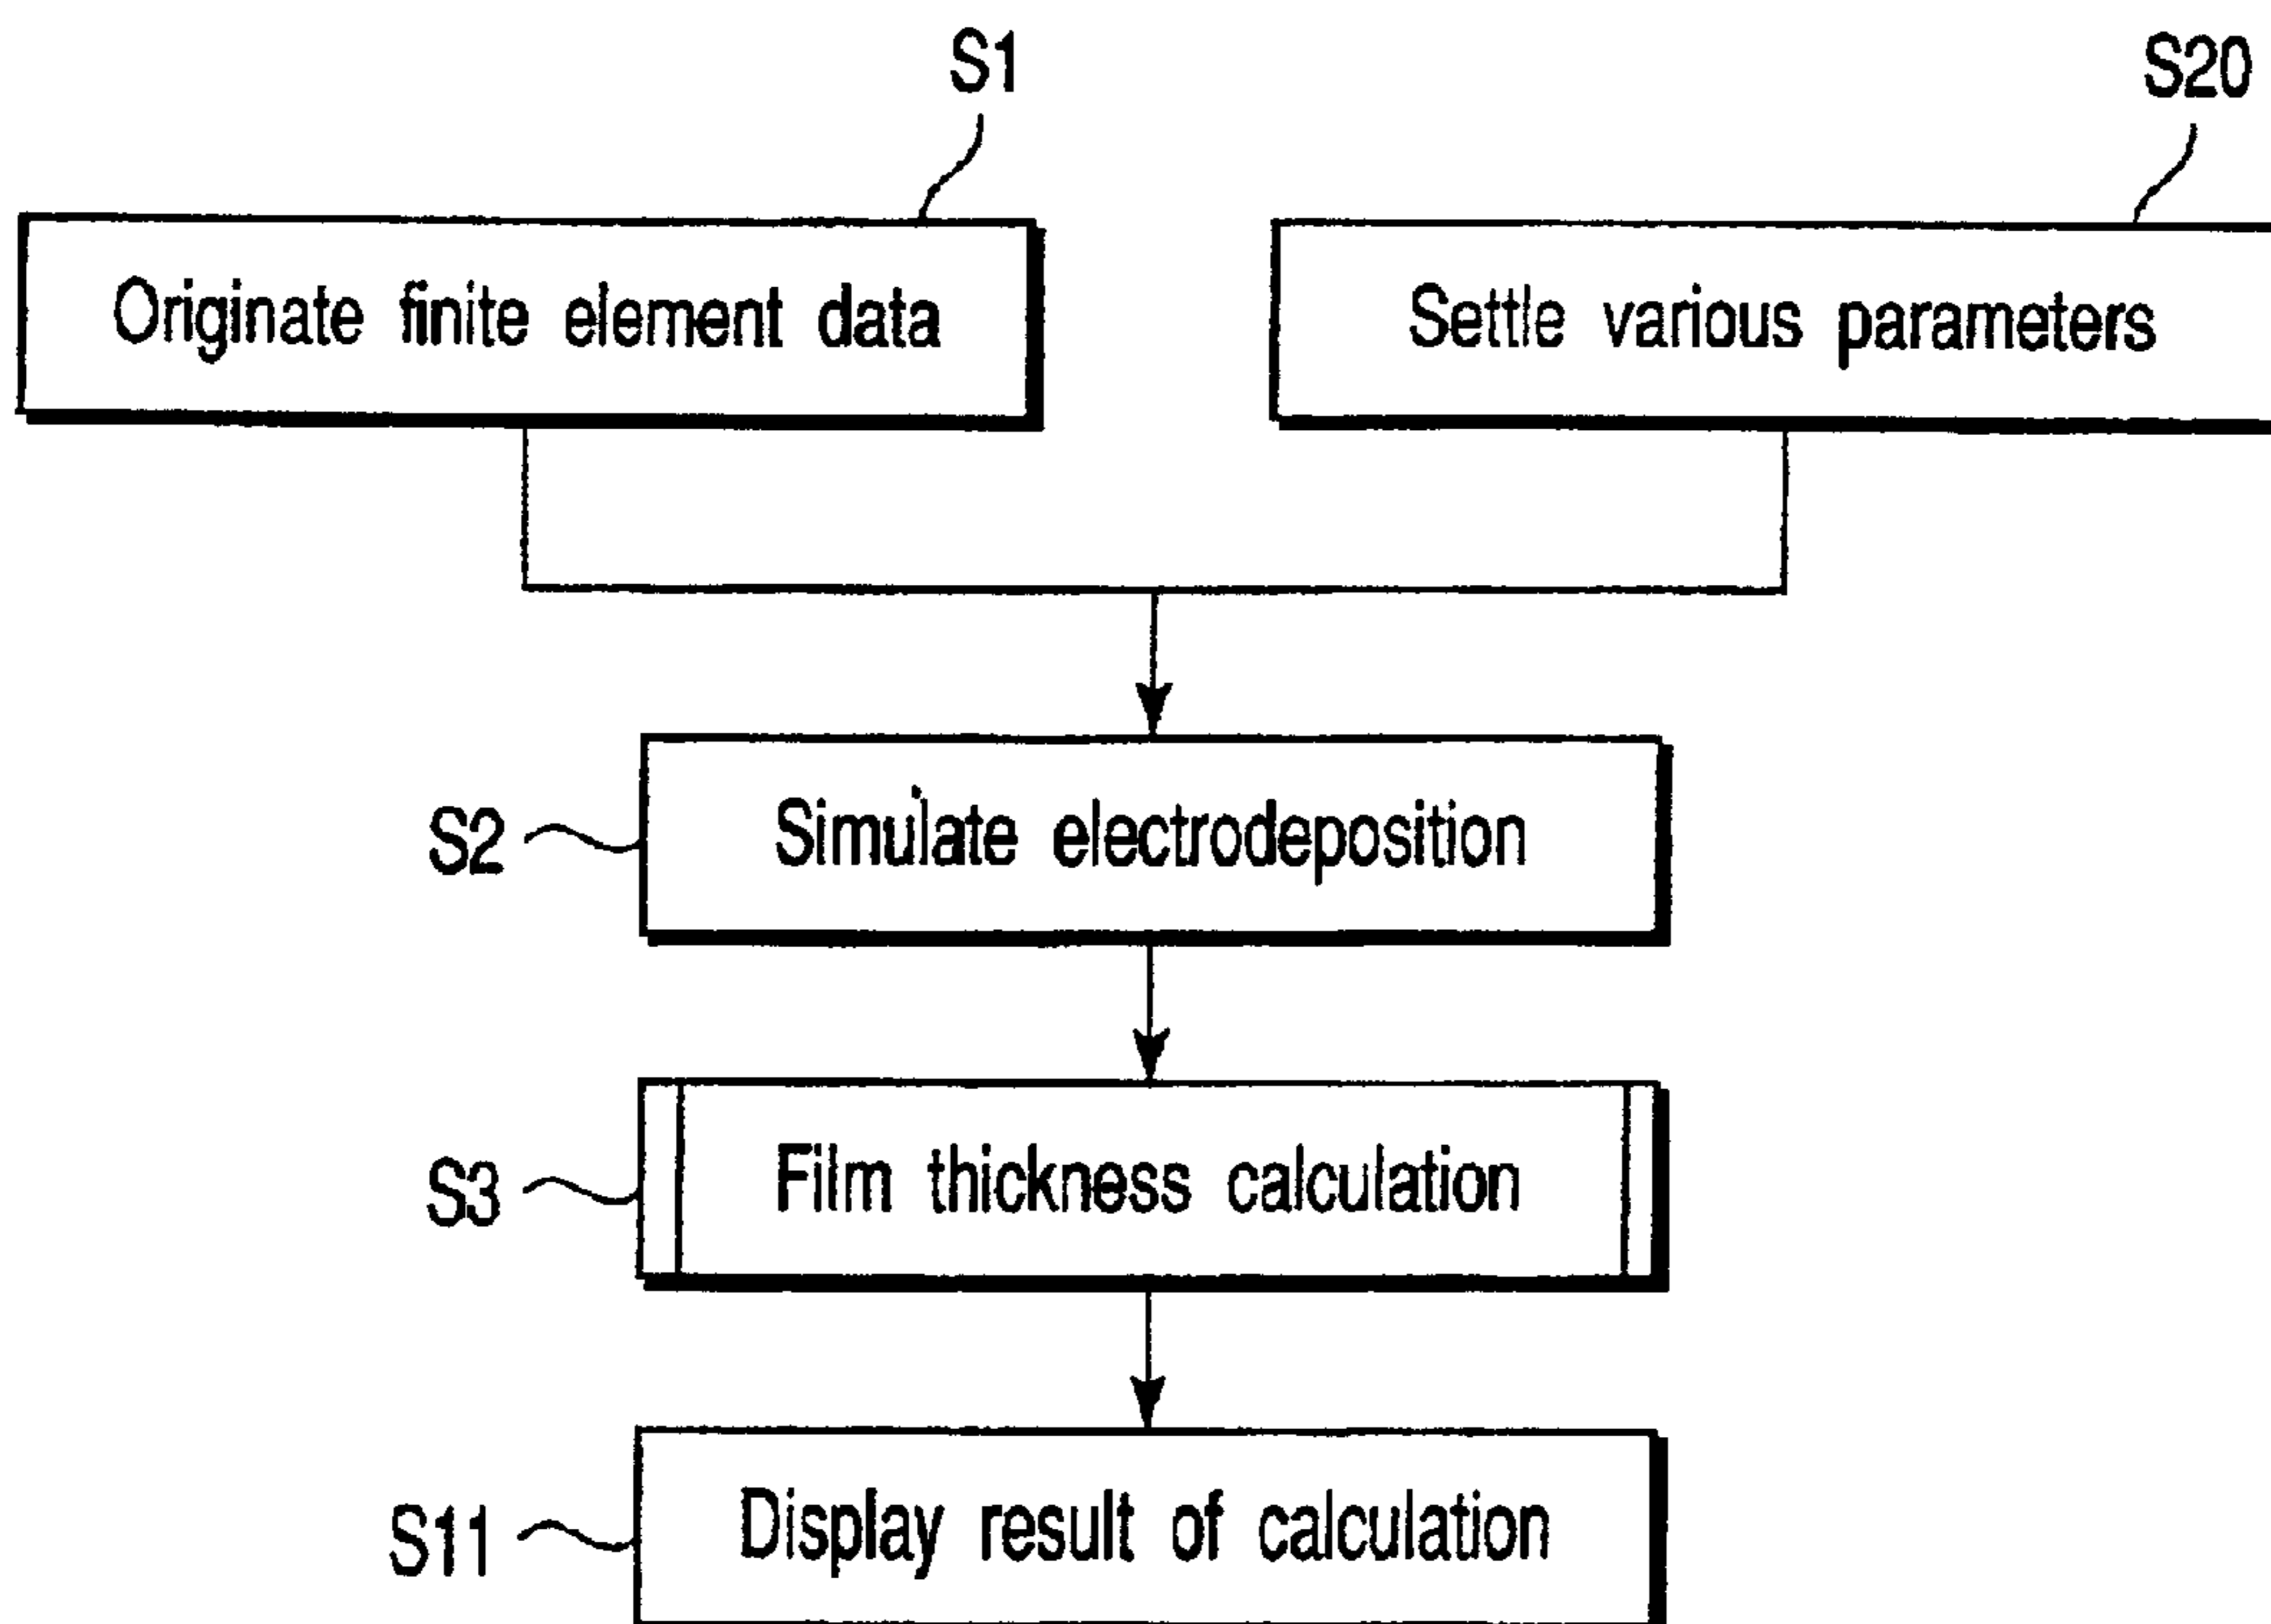 S1
S20
Originate finite element data
Settle various parameters
S2
Simulate electrodeposition
S3
Film thickness calculation
S11
Display result of calculation